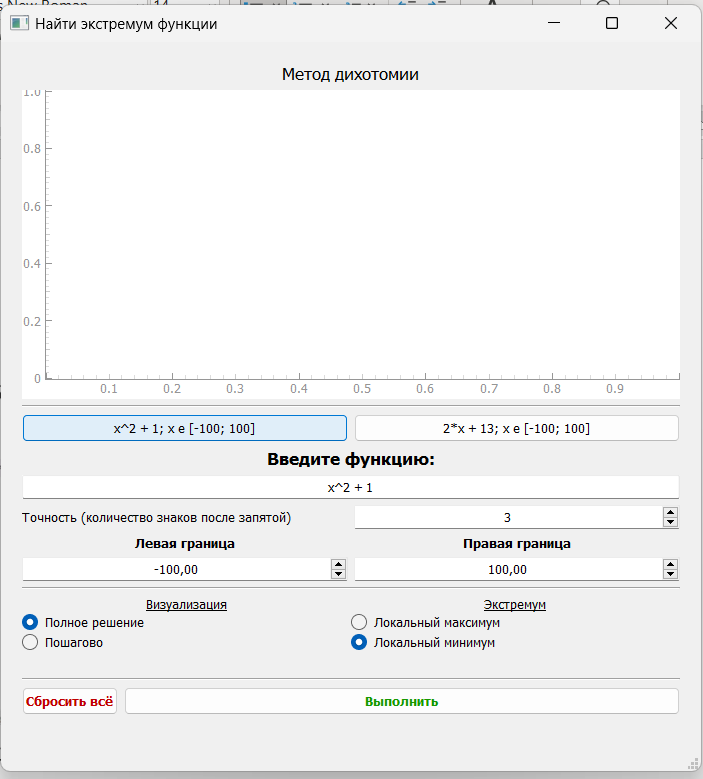 Найти экстремум функции
Метод дихотомии
1.0
0.8
0.6
0.4
0.2
0
0.1 0.2 0.3 0.4 0.5 0.6 0.7 0.8 0.9
x^2 + 1; x e [-100; 100] 2*x + 13; x e [-100; 100]
Введите функцию:
x^2 + 1
Точность (количество знаков после запятой) 3
Левая граница Правая граница
-100,00 100,00
Визуализация Экстремум
Полное решение Локальный максимум
Пошагово Локальный минимум
Сбросить всё Выполнить